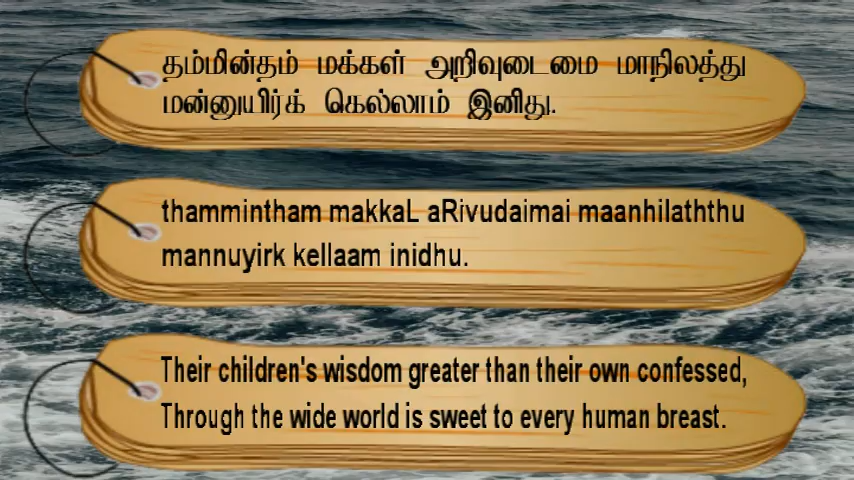 தம்மின்தம் மக்கள் அறிவுடைமை மாநிலத்து
மன்னுயிர்க் கெல்லாம் இனிது.
thammintham makkaL aRivudaimai maanhilaththu
mannuyirk kellaam inidhu.
Their children's wisdom greater than their own confessed,
Through the wide world is sweet to every human breast.